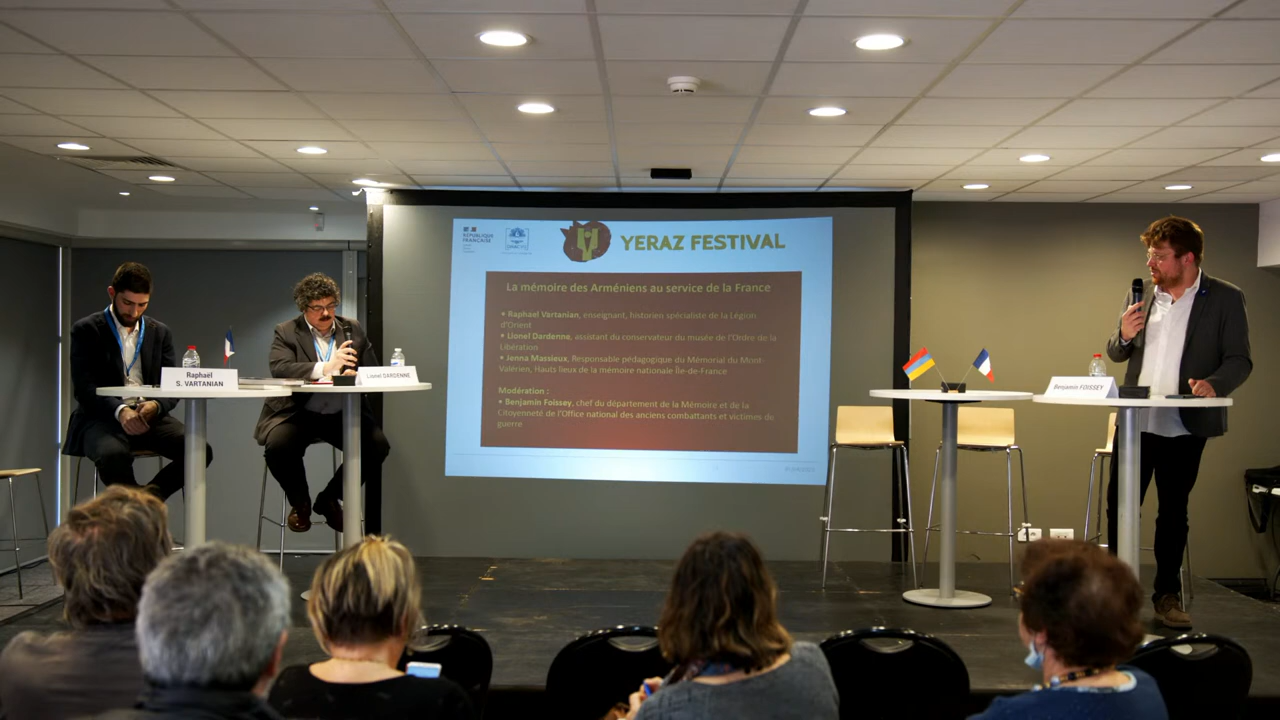 RÉPUBLIQUE
FRANÇAISE
YERAZ FESTIVAL
La mémoire des Arméniens au service de la France
• Raphaël Vartanian, enseignant, historien spécialiste de la Légion
d'Orient
• Lionel Dardenne, assistant du conservateur du musée de l'Ordre de la
Libération
• Jenna Massieux, Responsable pédagogique du Mémorial du Mont-
Valérien, Hauts lieux de la mémoire nationale Île-de-France
Modération :
• Benjamin Foissey, chef du département de la Mémoire et de la
Citoyenneté de l'Office national des anciens combattants et victimes de
guerre
Raphaël
S. VARTANIAN
Lionel DARDENNE
Benjamin FOISSEY